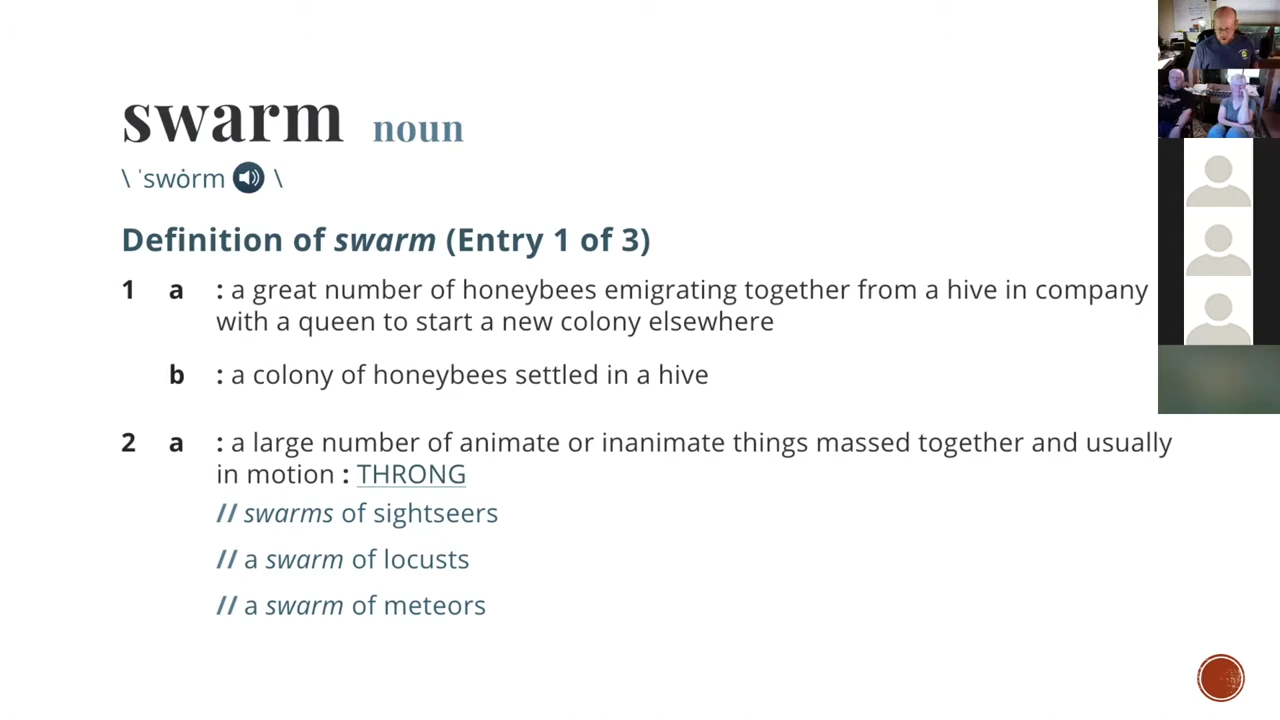 swarm noun
\ ˈswȯrm \
Definition of swarm (Entry 1 of 3)
1 a : a great number of honeybees emigrating together from a hive in company
with a queen to start a new colony elsewhere
b : a colony of honeybees settled in a hive
2 a : a large number of animate or inanimate things massed together and usually
in motion : THRONG
// swarms of sightseers
// a swarm of locusts
// a swarm of meteors